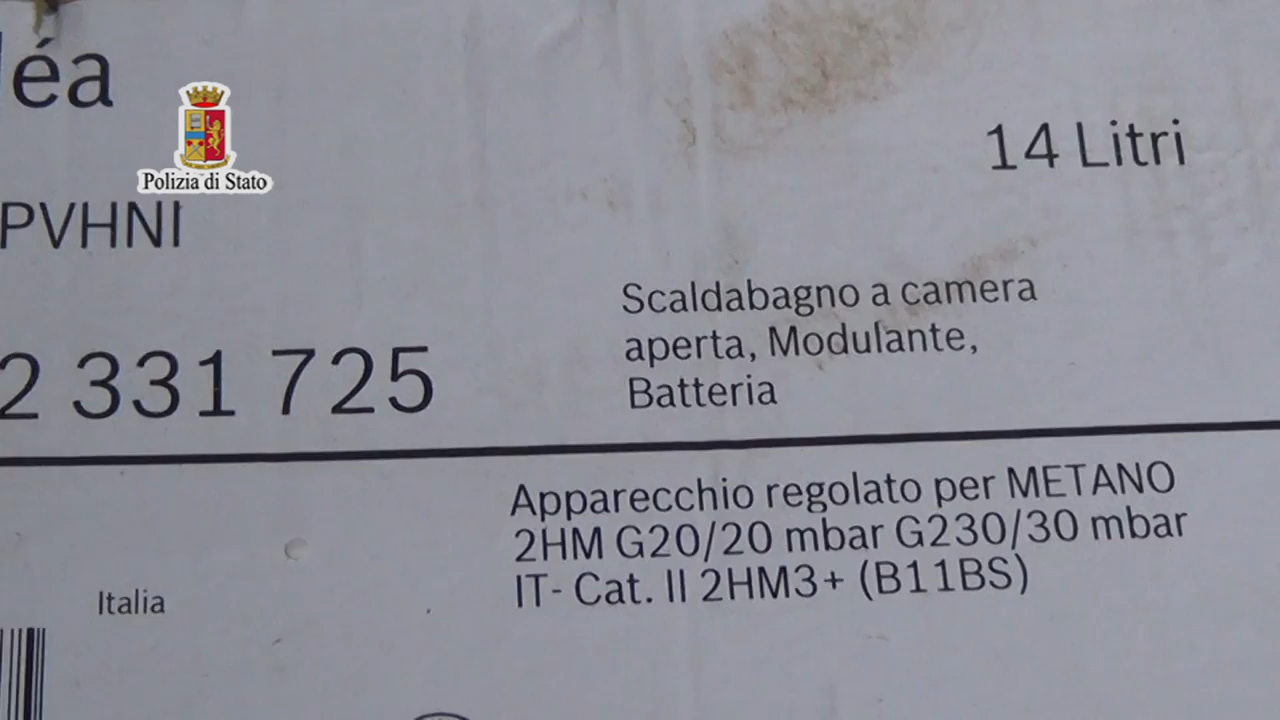 éa
Polizia di Stato
14 Litri
PVHNI
Scaldabagno a camera
aperta, Modulante,
Batteria
2 331 725
Apparecchio regolato per METANO
2HM G20/20 mbar G230/30 mbar
IT- Cat. II 2HM3+ (B11BS)
Italia